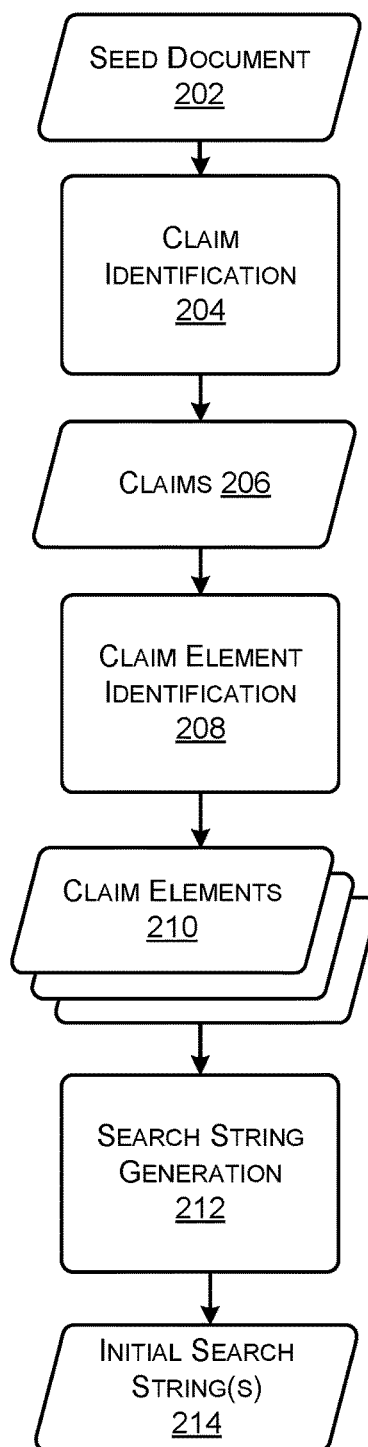 SEED DOCUMENT
202
CLAIM
IDENTIFICATION
204
CLAIMS 206
CLAIM ELEMENT
IDENTIFICATION
208
CLAIM ELEMENTS
210
SEARCH STRING
GENERATION
212
INITIAL SEARCH
STRING(S)
214